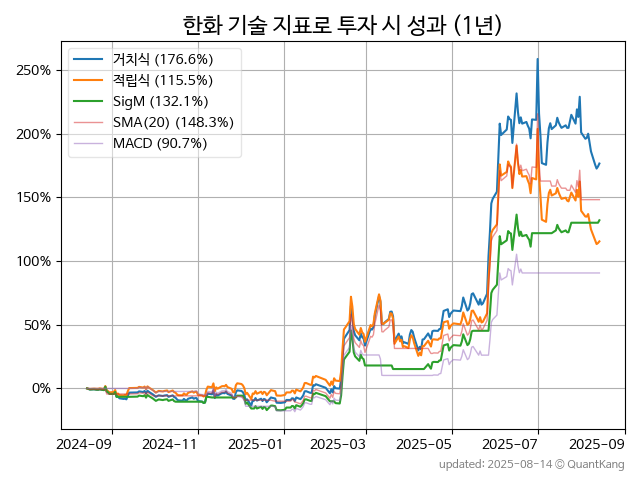 한화 기술 지표로 투자 시 성과 (1년)
거치식 (176.6%)
적립식 (115.5%)
SigM (132.1%)
SMA(20) (148.3%)
MACD (90.7%)
250%
200%
150%
100%
50%
0%
2024-09 2024-11 2025-01 2025-03 2025-05 2025-07 2025-09
updated: 2025-08-14 © QuantKang